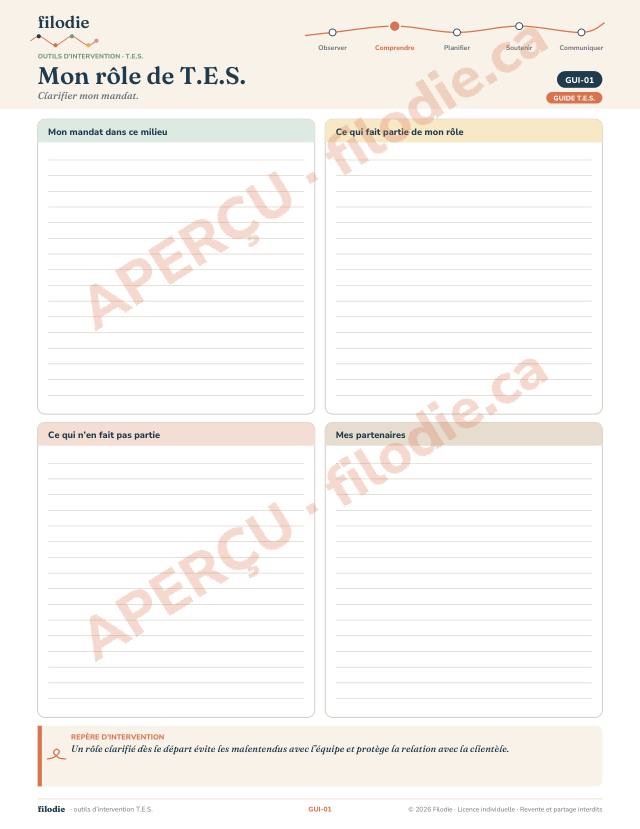 filodie
Observer Comprendre Planifier Soutenir Communiquer
OUTILS D'INTERVENTION · T.E.S.
Mon rôle de T.E.S.
Clarifier mon mandat.
GUI-01
GUIDE T.E.S.
Mon mandat dans ce milieu
Ce qui fait partie de mon rôle
APERÇU · filodie.ca
Ce qui n'en fait pas partie
Mes partenaires
APERÇU · filodie.ca
REPÈRE D'INTERVENTION
Un rôle clarifié dès le départ évite les malentendus avec l'équipe et protège la relation avec la clientèle.
filodie · outils d'intervention T.E.S. GUI-01 © 2026 Filodie · Licence individuelle · Revente et partage interdits